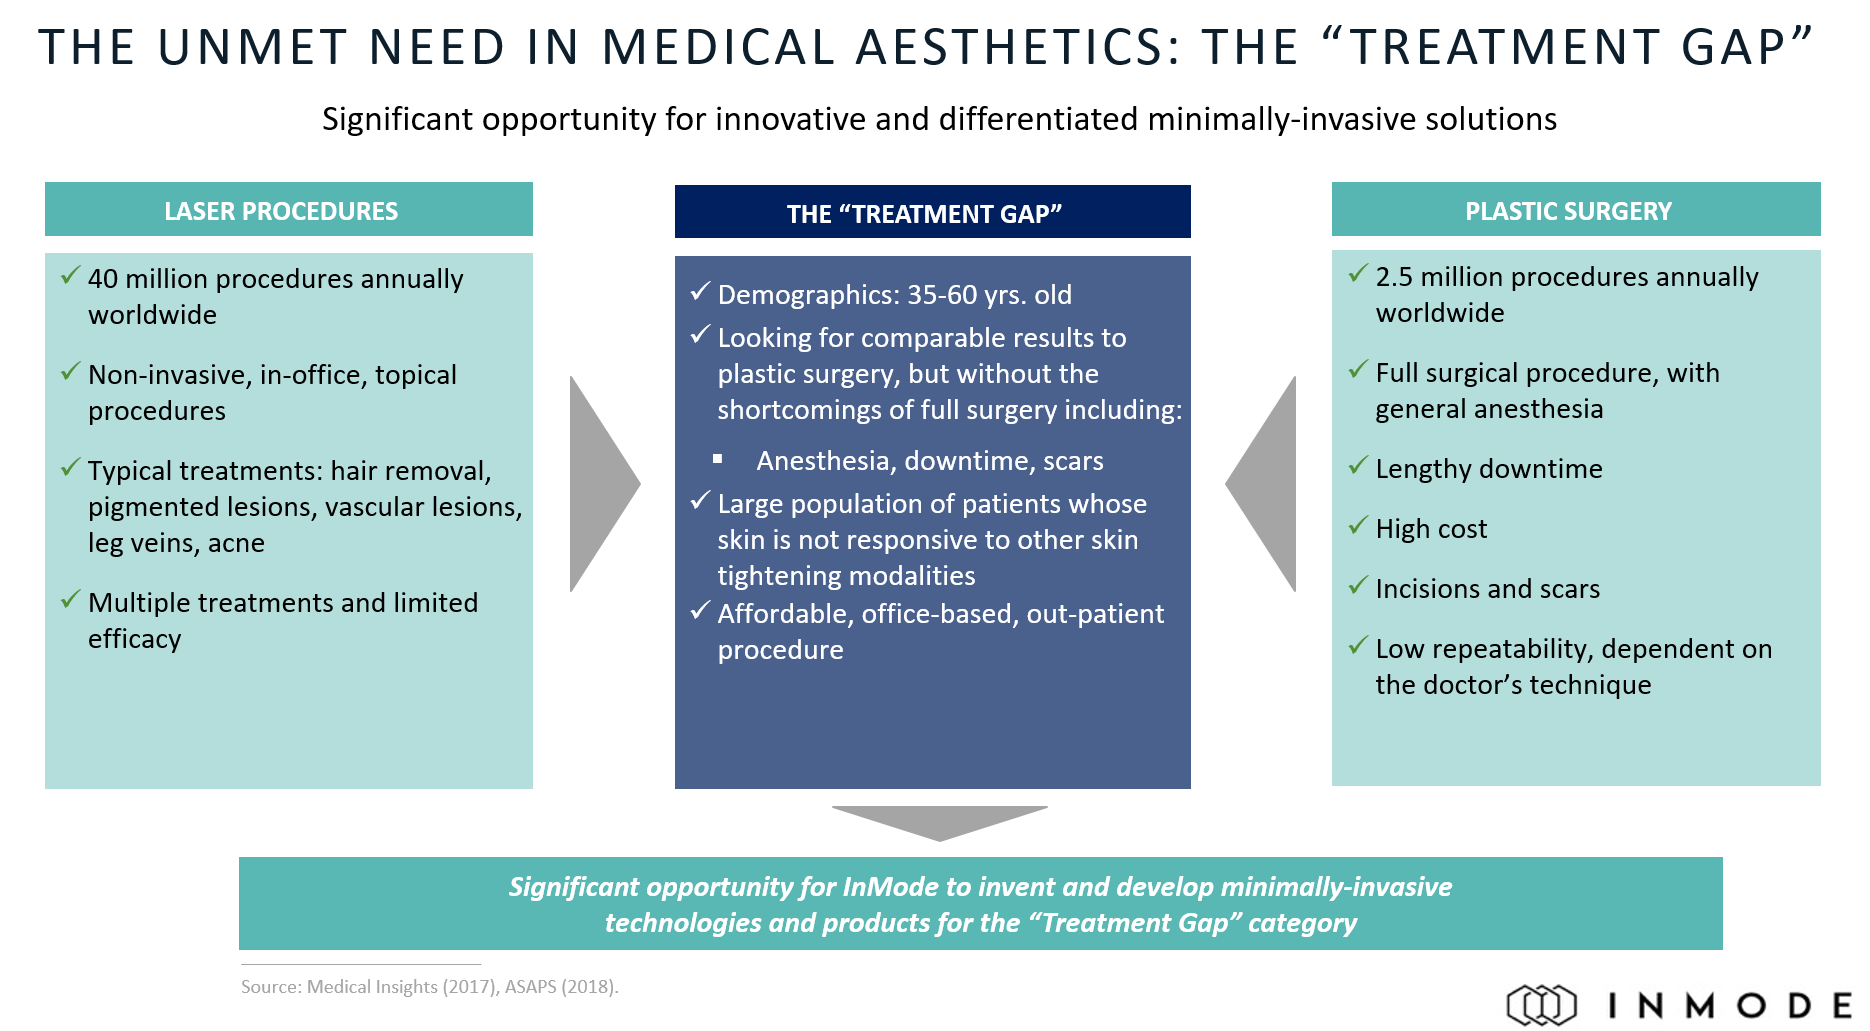 THE UNMET NEED IN MEDICAL AESTHETICS: THE “TREATMENT GAP”
Significant opportunity for innovative and differentiated minimally-invasive solutions
LASER PROCEDURES
40 million procedures annually
worldwide
Non-invasive, in-office, topical
procedures
Typical treatments: hair removal,
pigmented lesions, vascular lesions,
leg veins, acne
Multiple treatments and limited
efficacy
THE “TREATMENT GAP”
Demographics: 35-60 yrs. old
Looking for comparable results to
plastic surgery, but without the
shortcomings of full surgery including:
Anesthesia, downtime, scars
Large population of patients whose
skin is not responsive to other skin
tightening modalities
Affordable, office-based, out-patient
procedure
PLASTIC SURGERY
2.5 million procedures annually
worldwide
Full surgical procedure, with
general anesthesia
Lengthy downtime
High cost
Incisions and scars
Low repeatability, dependent on
the doctor’s technique
Significant opportunity for InMode to invent and develop minimally-invasive
technologies and products for the “Treatment Gap” category
Source: Medical Insights (2017), ASAPS (2018).
INMODE